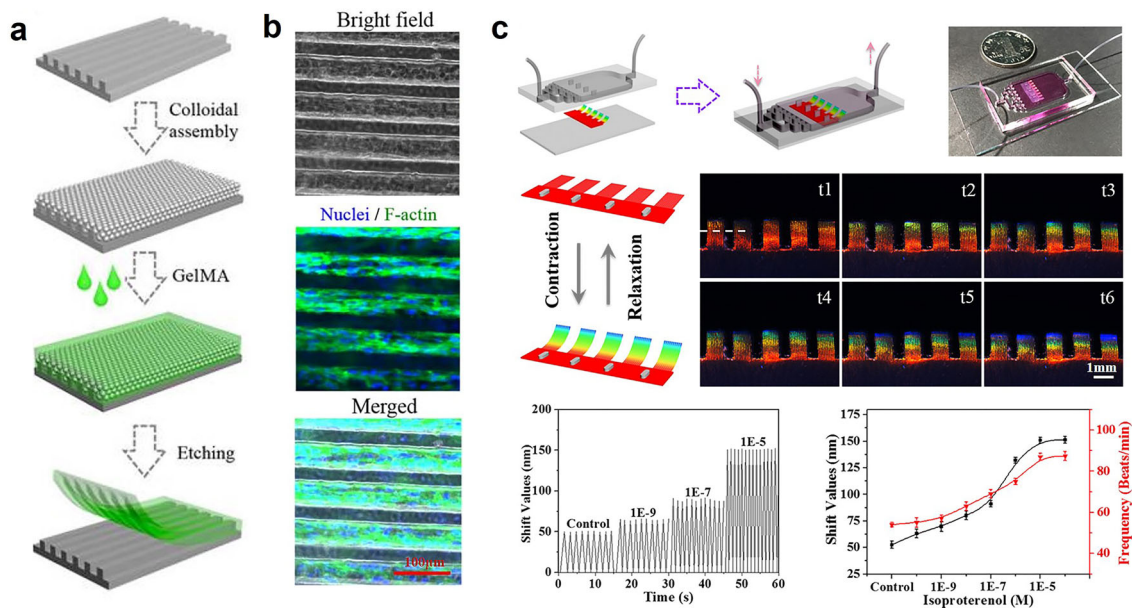 a
Colloidal
assembly
GelMA
Etching
b
Bright field
Nuclei / F-actin
Merged
100μm
c
Contraction
Relaxation
t1
t2
t3
t4
t5
t6
1mm
200
150
100
50
0
Shift Values (nm)
Control
1E-9
1E-7
1E-5
0 10 20 30 40 50 60
Time (s)
175
150
125
100
75
50
25
Shift Values (nm)
100
80
60
40
Frequency (Beats/min)
Control 1E-9 1E-7 1E-5
Isoproterenol (M)